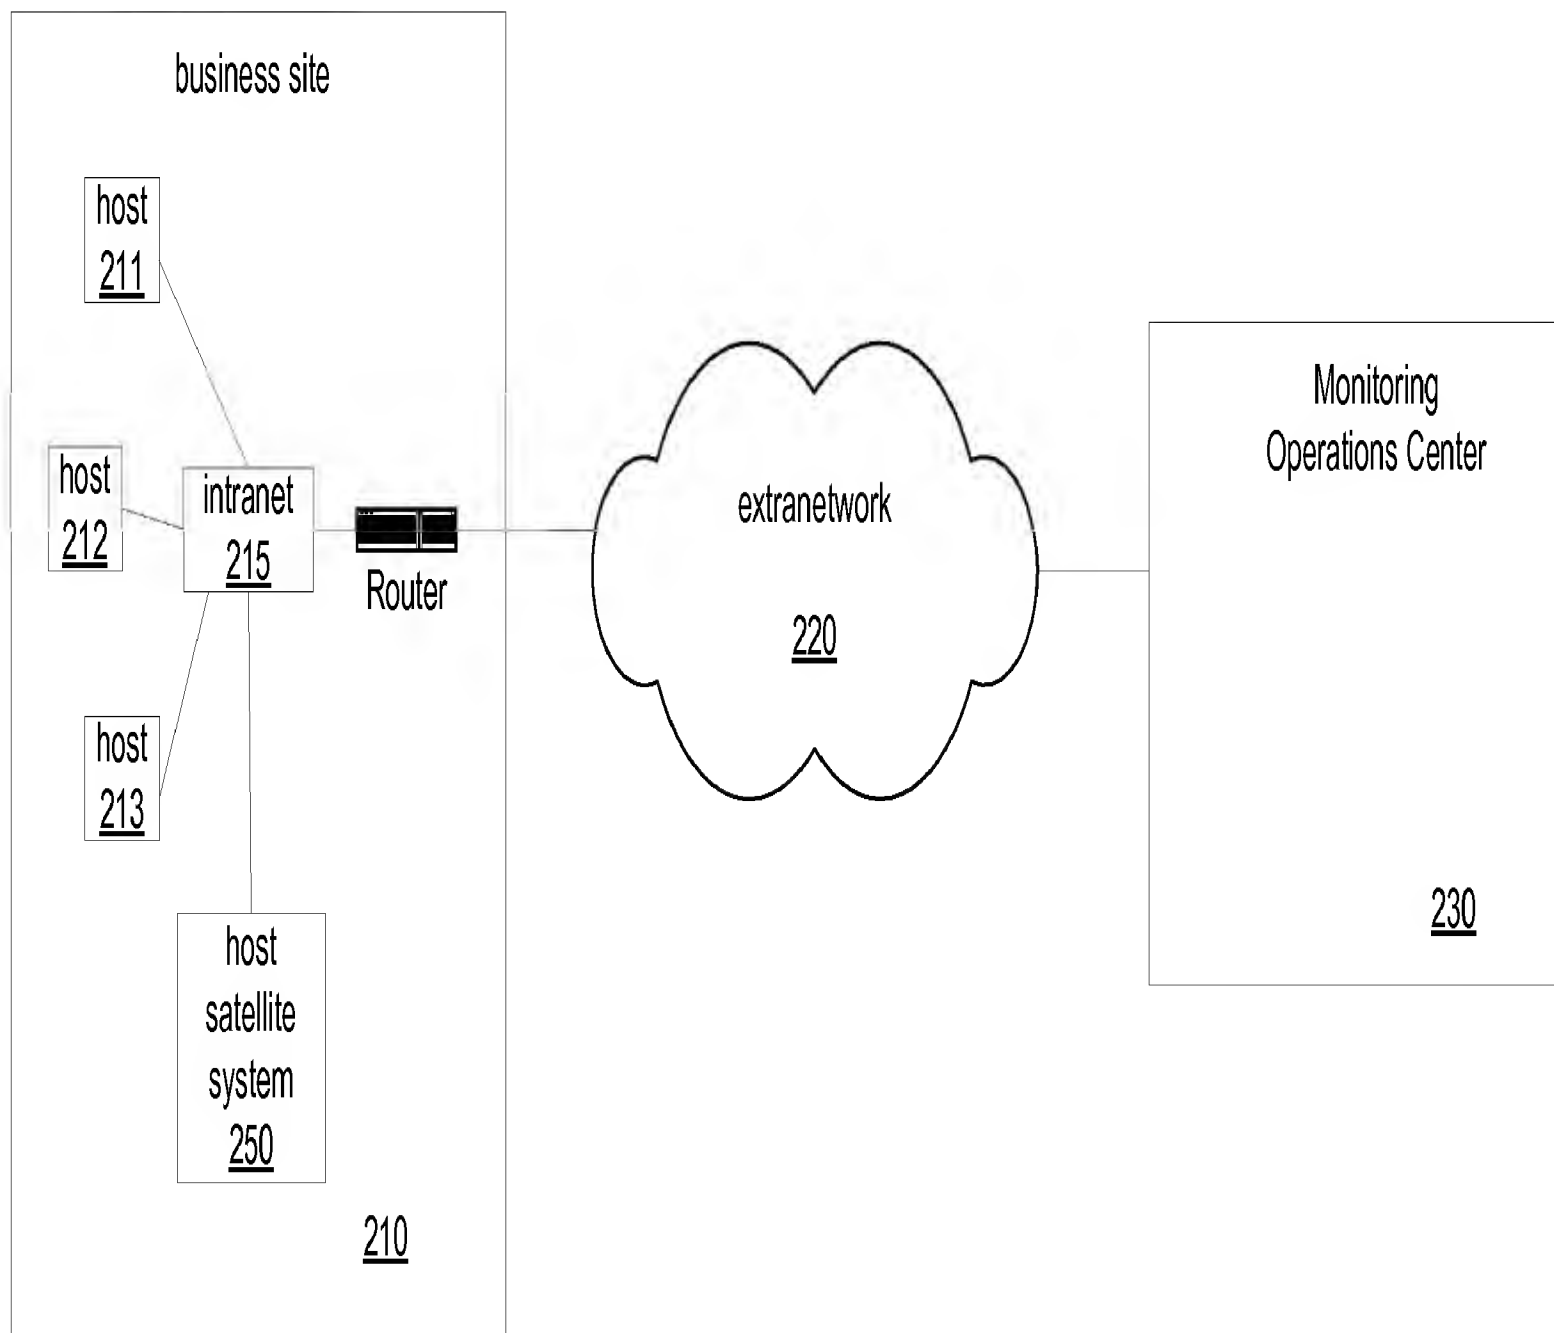 business site
host
211
host
212
intranet
215
Router
host
213
host
satellite
system
250
210
extranetwork
220
Monitoring
Operations Center
230